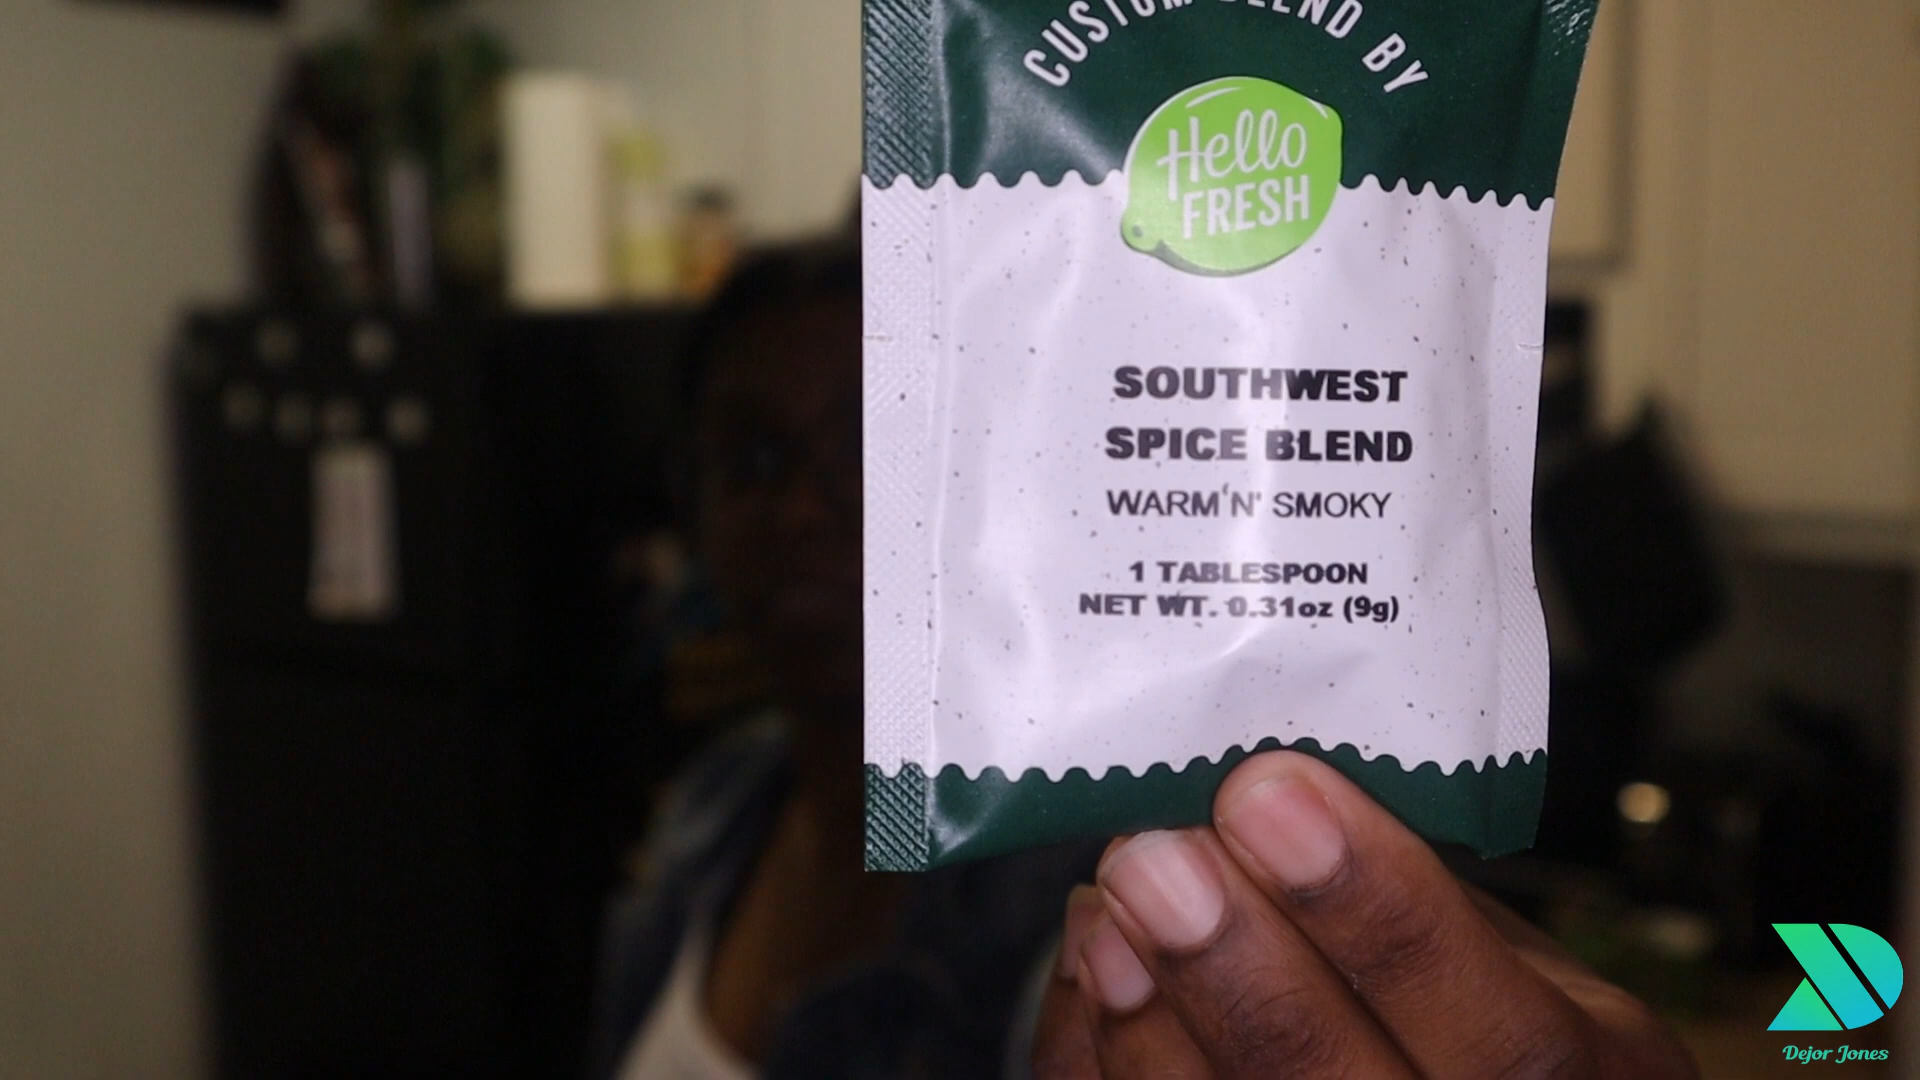 CUSTOM BLEND BY
Hello
FRESH
SOUTHWEST
SPICE BLEND
WARM 'N' SMOKY
1 TABLESPOON
NET WT. 0.31oz (9g)
Dejor Jones